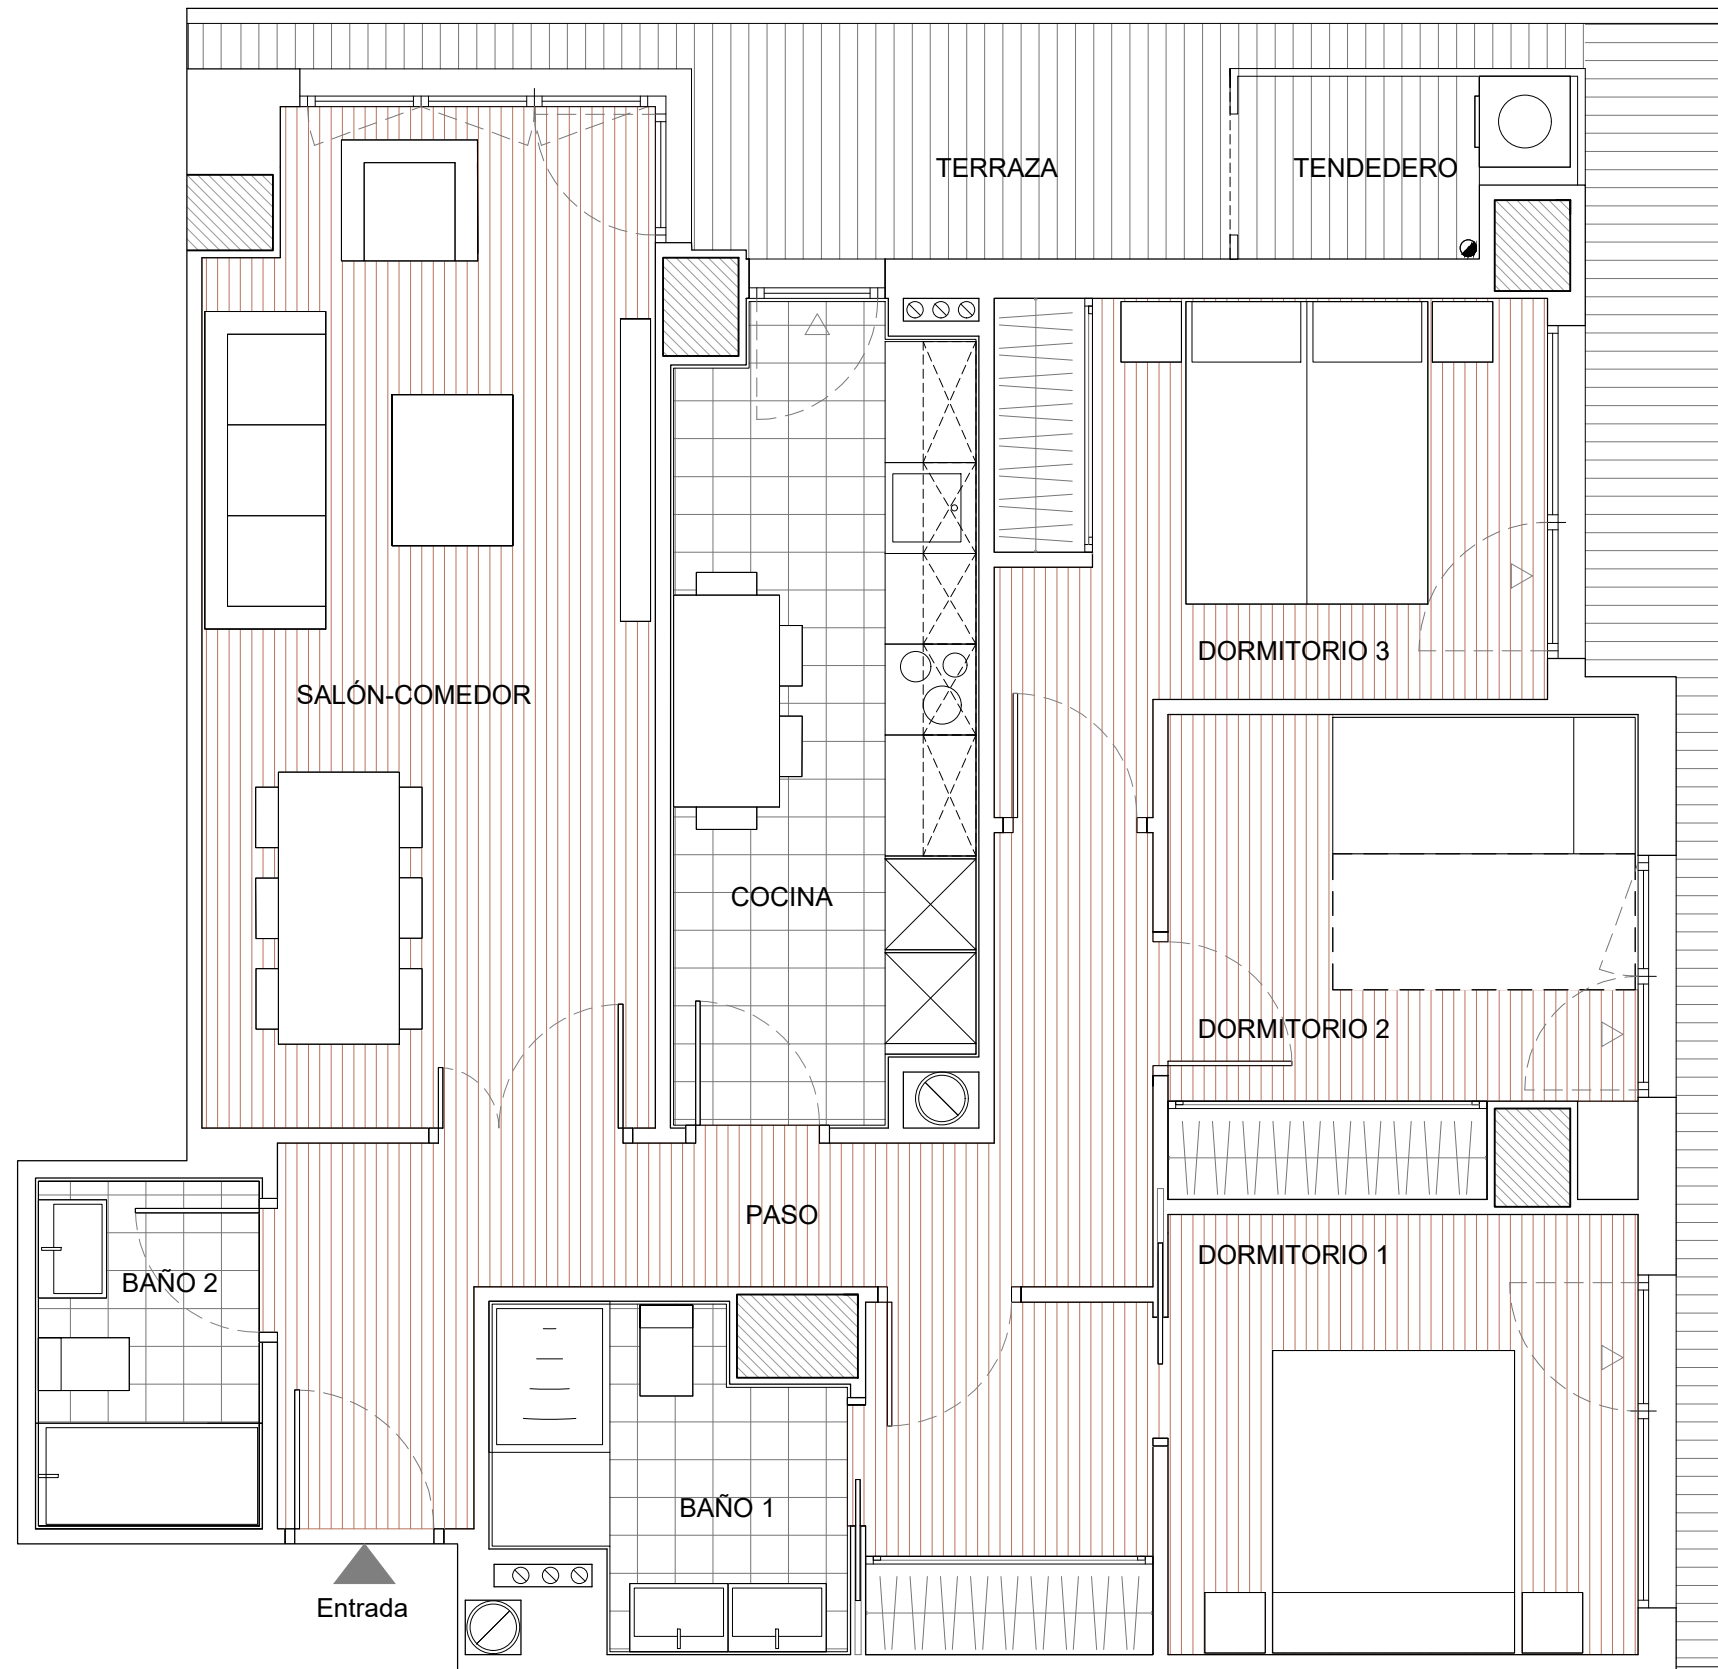 TERRAZA
TENDEDERO
DORMITORIO 3
SALÓN-COMEDOR
COCINA
DORMITORIO 2
PASO
DORMITORIO 1
BAÑO 2
BAÑO 1
Entrada